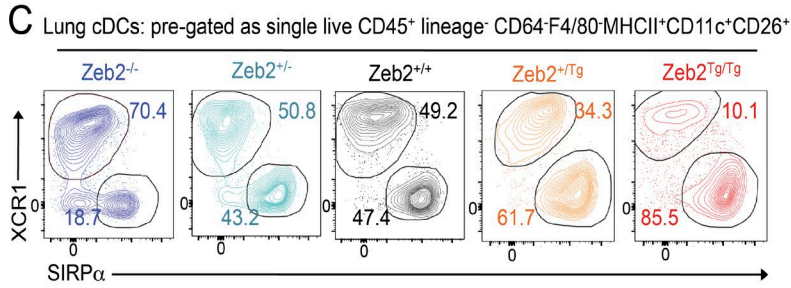 C Lung cDCs: pre-gated as single live CD45⁺ lineage⁻ CD64⁻F4/80⁻MHCII⁺CD11c⁺CD26⁺
Zeb2⁻/⁻ Zeb2⁺/⁻ Zeb2⁺/⁺ Zeb2⁺/ᵀᵍ Zeb2ᵀᵍ/ᵀᵍ
70.4 50.8 49.2 34.3 10.1
XCR1
0 0 0 0 0
18.7 43.2 47.4 61.7 85.5
0 0 0 0 0
SIRPα